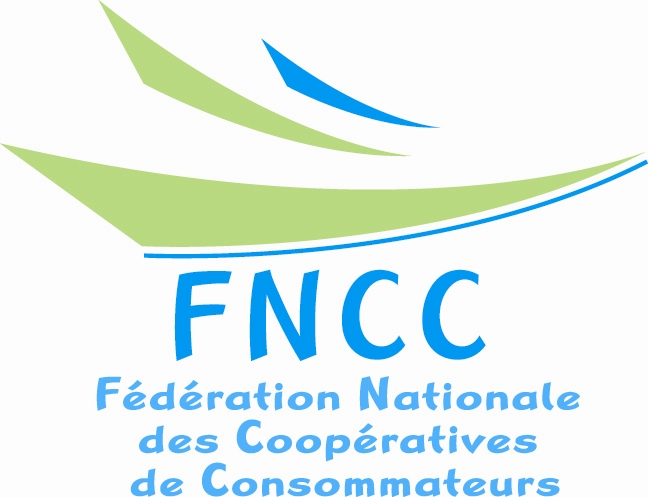 FNCC
Fédération Nationale
des Coopératives
de Consommateurs